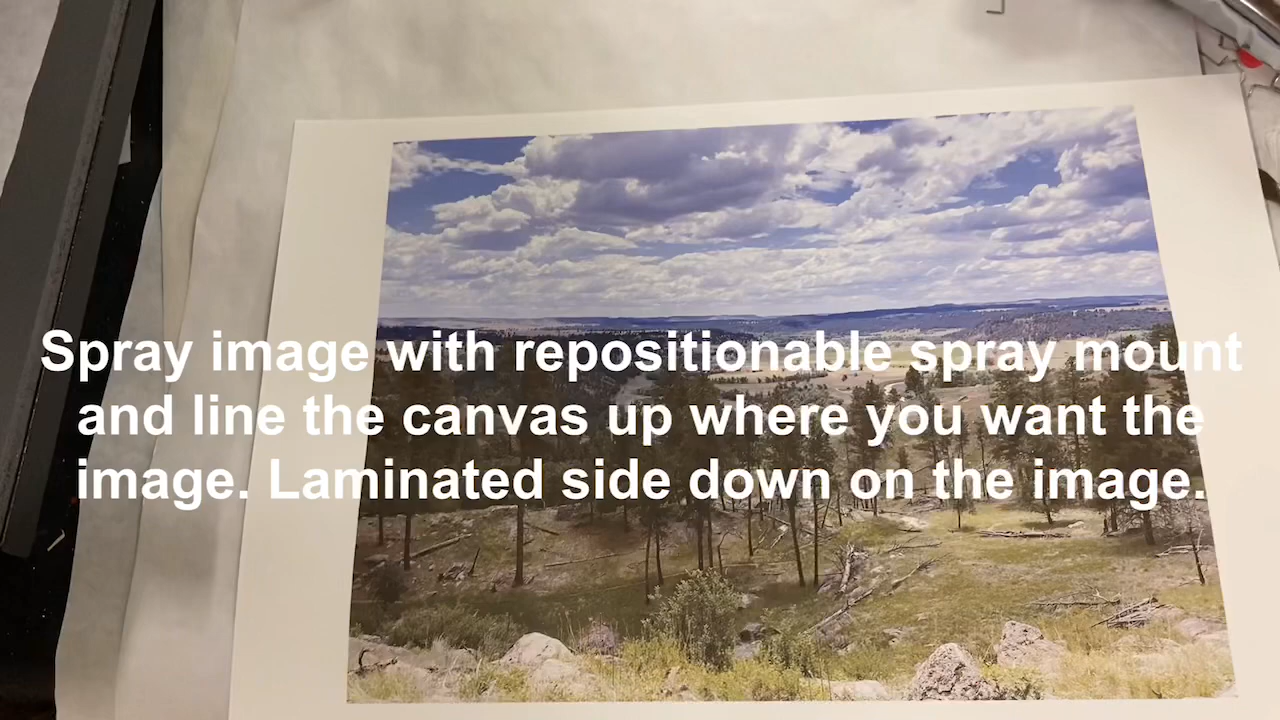 Spray image with repositionable spray mount
and line the canvas up where you want the
image. Laminated side down on the image.